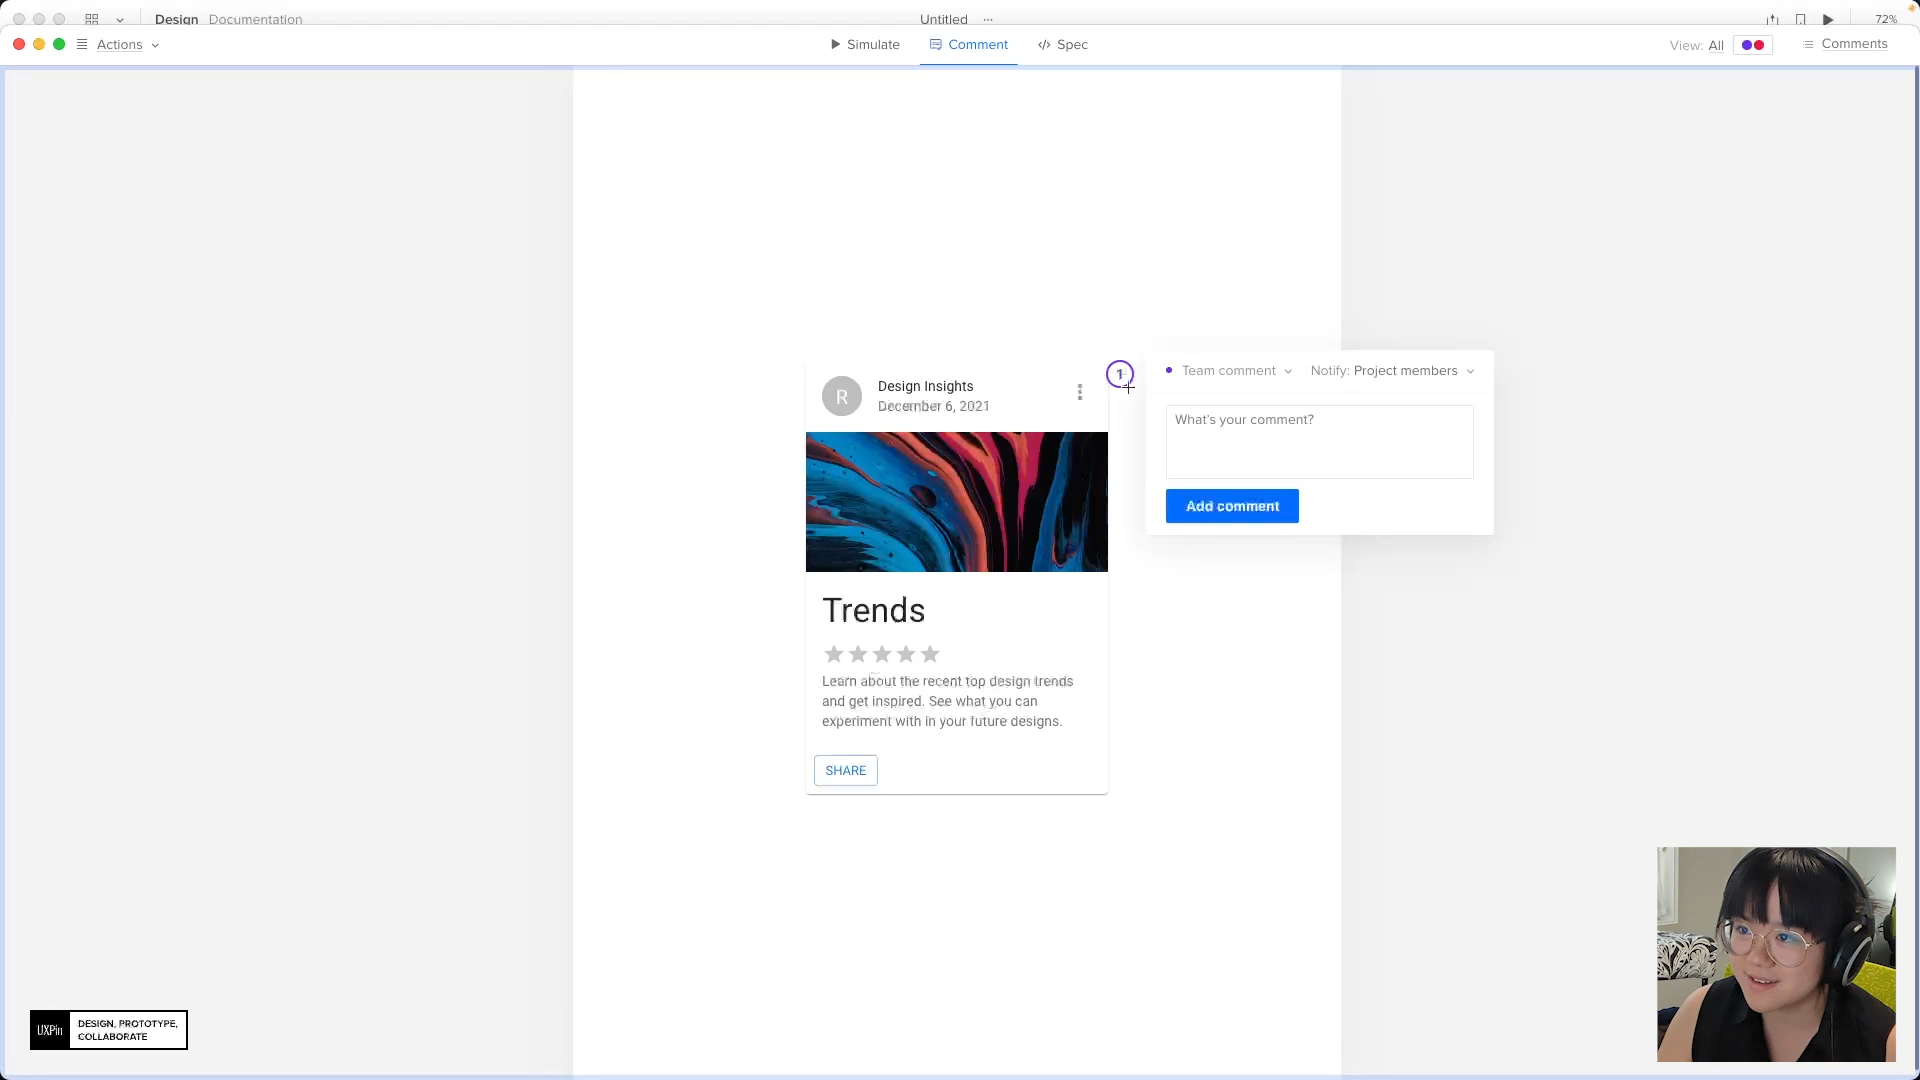 Design Documentation Untitled ... 72%
Actions Simulate Comment Spec View: All Comments
1
Team comment Notify: Project members
R Design Insights
December 6, 2021
What's your comment?
Add comment
Trends
Learn about the recent top design trends
and get inspired. See what you can
experiment with in your future designs.
SHARE
UXPin DESIGN, PROTOTYPE,
COLLABORATE